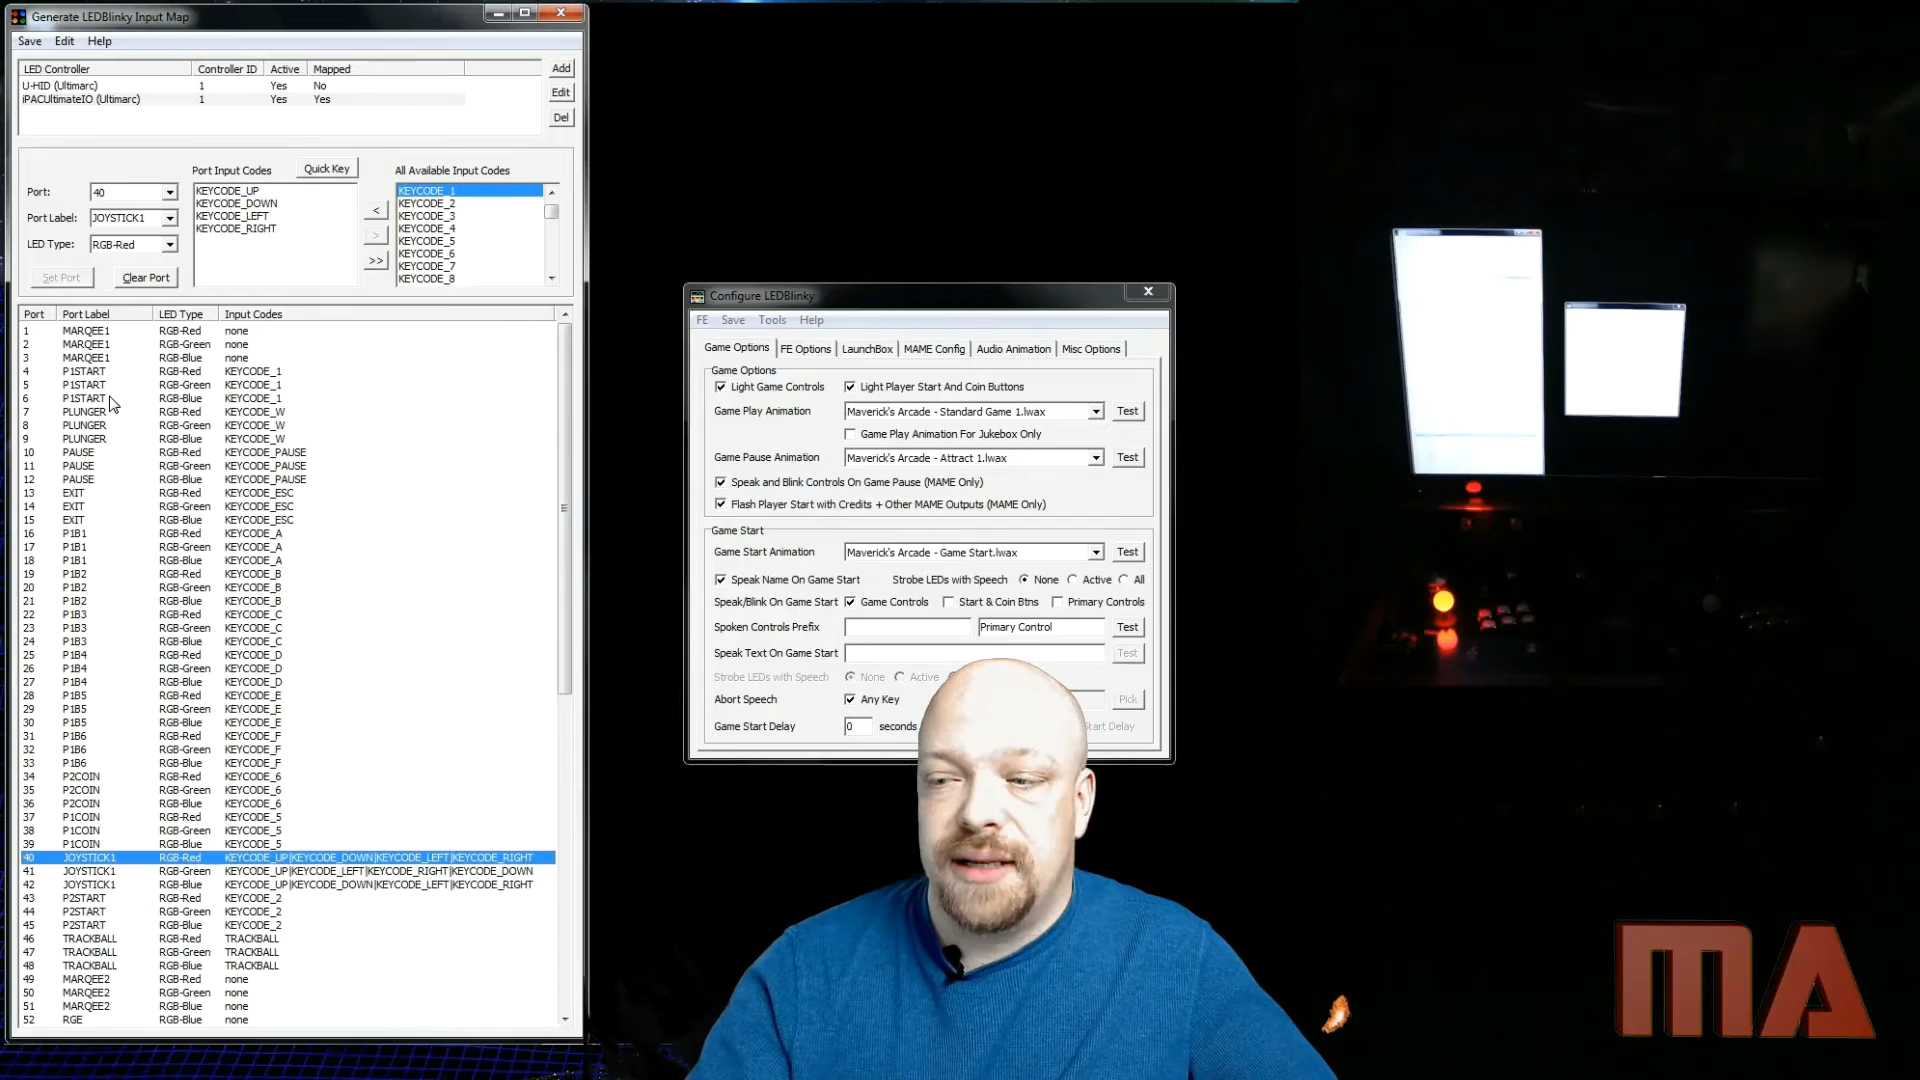 Generate LEDBlinky Input Map
Save Edit Help
LED Controller Controller ID Active Mapped
U-HID (Ultimarc) 1 Yes No
iPACUltimateIO (Ultimarc) 1 Yes Yes
Add
Edit
Del
Port Input Codes Quick Key All Available Input Codes
Port: 40
Port Label: JOYSTICK1
LED Type: RGB-Red
Set Port Clear Port
KEYCODE_UP
KEYCODE_DOWN
KEYCODE_LEFT
KEYCODE_RIGHT
<
>
>>
KEYCODE_1
KEYCODE_2
KEYCODE_3
KEYCODE_4
KEYCODE_5
KEYCODE_6
KEYCODE_7
KEYCODE_8
Port Port Label LED Type Input Codes
1 MARQEE1 RGB-Red none
2 MARQEE1 RGB-Green none
3 MARQEE1 RGB-Blue none
4 P1START RGB-Red KEYCODE_1
5 P1START RGB-Green KEYCODE_1
6 P1START RGB-Blue KEYCODE_1
7 PLUNGER RGB-Red KEYCODE_W
8 PLUNGER RGB-Green KEYCODE_W
9 PLUNGER RGB-Blue KEYCODE_W
10 PAUSE RGB-Red KEYCODE_PAUSE
11 PAUSE RGB-Green KEYCODE_PAUSE
12 PAUSE RGB-Blue KEYCODE_PAUSE
13 EXIT RGB-Red KEYCODE_ESC
14 EXIT RGB-Green KEYCODE_ESC
15 EXIT RGB-Blue KEYCODE_ESC
16 P1B1 RGB-Red KEYCODE_A
17 P1B1 RGB-Green KEYCODE_A
18 P1B1 RGB-Blue KEYCODE_A
19 P1B2 RGB-Red KEYCODE_B
20 P1B2 RGB-Green KEYCODE_B
21 P1B2 RGB-Blue KEYCODE_B
22 P1B3 RGB-Red KEYCODE_C
23 P1B3 RGB-Green KEYCODE_C
24 P1B3 RGB-Blue KEYCODE_C
25 P1B4 RGB-Red KEYCODE_D
26 P1B4 RGB-Green KEYCODE_D
27 P1B4 RGB-Blue KEYCODE_D
28 P1B5 RGB-Red KEYCODE_E
29 P1B5 RGB-Green KEYCODE_E
30 P1B5 RGB-Blue KEYCODE_E
31 P1B6 RGB-Red KEYCODE_F
32 P1B6 RGB-Green KEYCODE_F
33 P1B6 RGB-Blue KEYCODE_F
34 P2COIN RGB-Red KEYCODE_6
35 P2COIN RGB-Green KEYCODE_6
36 P2COIN RGB-Blue KEYCODE_6
37 P1COIN RGB-Red KEYCODE_5
38 P1COIN RGB-Green KEYCODE_5
39 P1COIN RGB-Blue KEYCODE_5
40 JOYSTICK1 RGB-Red KEYCODE_UP|KEYCODE_DOWN|KEYCODE_LEFT|KEYCODE_RIGHT
41 JOYSTICK1 RGB-Green KEYCODE_UP|KEYCODE_LEFT|KEYCODE_RIGHT|KEYCODE_DOWN
42 JOYSTICK1 RGB-Blue KEYCODE_UP|KEYCODE_DOWN|KEYCODE_LEFT|KEYCODE_RIGHT
43 P2START RGB-Red KEYCODE_2
44 P2START RGB-Green KEYCODE_2
45 P2START RGB-Blue KEYCODE_2
46 TRACKBALL RGB-Red TRACKBALL
47 TRACKBALL RGB-Green TRACKBALL
48 TRACKBALL RGB-Blue TRACKBALL
49 MARQEE2 RGB-Red none
50 MARQEE2 RGB-Green none
51 MARQEE2 RGB-Blue none
52 RGE RGB-Blue none
Configure LEDBlinky
FE Save Tools Help
Game Options FE Options LaunchBox MAME Config Audio Animation Misc Options
Game Options
Light Game Controls Light Player Start And Coin Buttons
Game Play Animation Maverick's Arcade - Standard Game 1.lwax Test
Game Play Animation For Jukebox Only
Game Pause Animation Maverick's Arcade - Attract 1.lwax Test
Speak and Blink Controls On Game Pause (MAME Only)
Flash Player Start with Credits + Other MAME Outputs (MAME Only)
Game Start
Game Start Animation Maverick's Arcade - Game Start.lwax Test
Speak Name On Game Start Strobe LEDs with Speech None Active All
Speak/Blink On Game Start Game Controls Start & Coin Btns Primary Controls
Spoken Controls Prefix Primary Control Test
Speak Text On Game Start Test
Strobe LEDs with Speech None Active
Abort Speech Any Key Pick
Game Start Delay 0 seconds Start Delay
MA